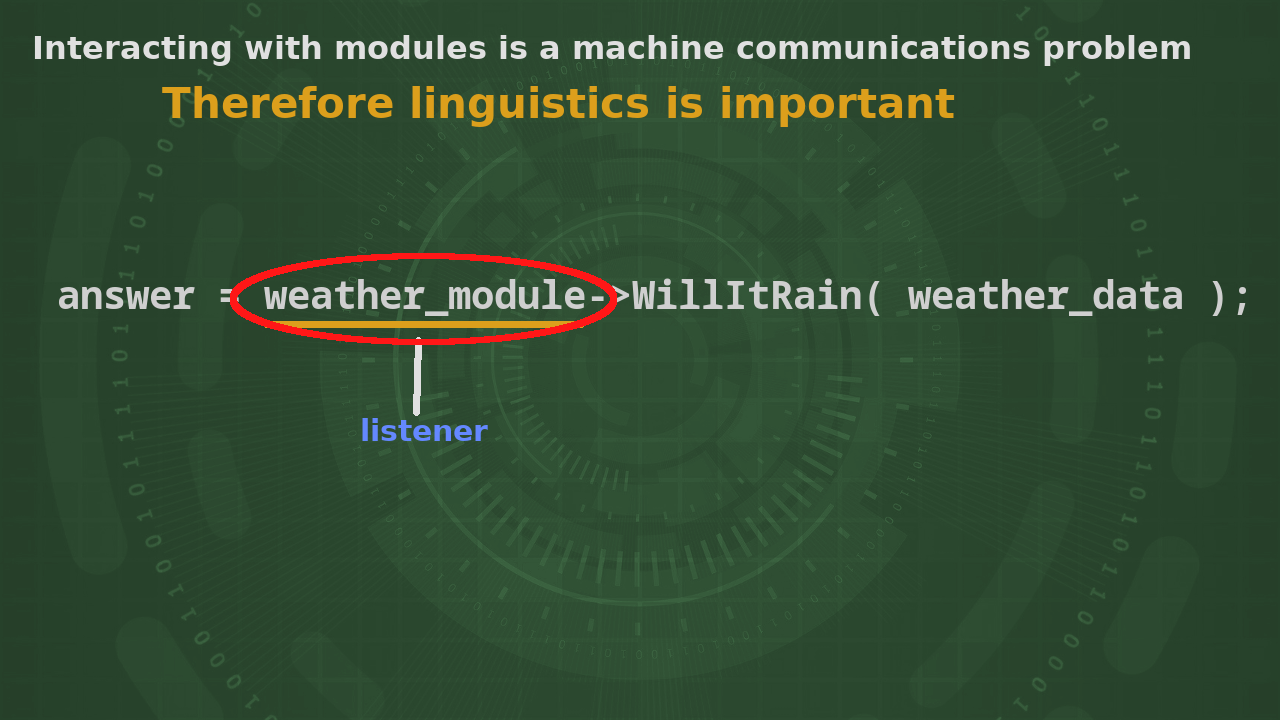 Interacting with modules is a machine communications problem
Therefore linguistics is important
answer = weather_module->WillItRain( weather_data );
listener